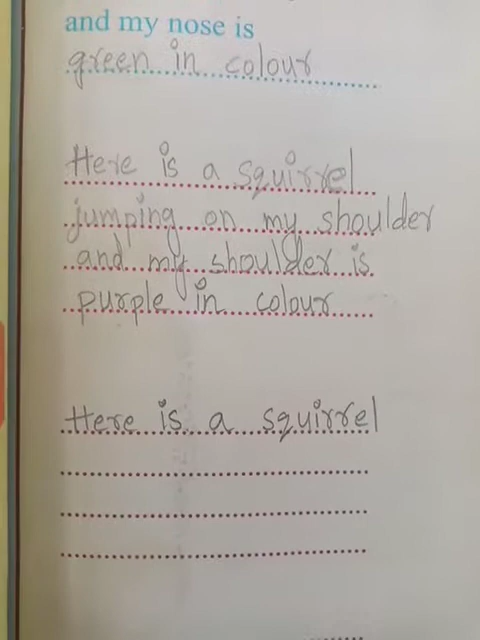 and my nose is
green in colour
Here is a squirrel
jumping on my shoulder
and my shoulder is
purple in colour
Here is a squirrel